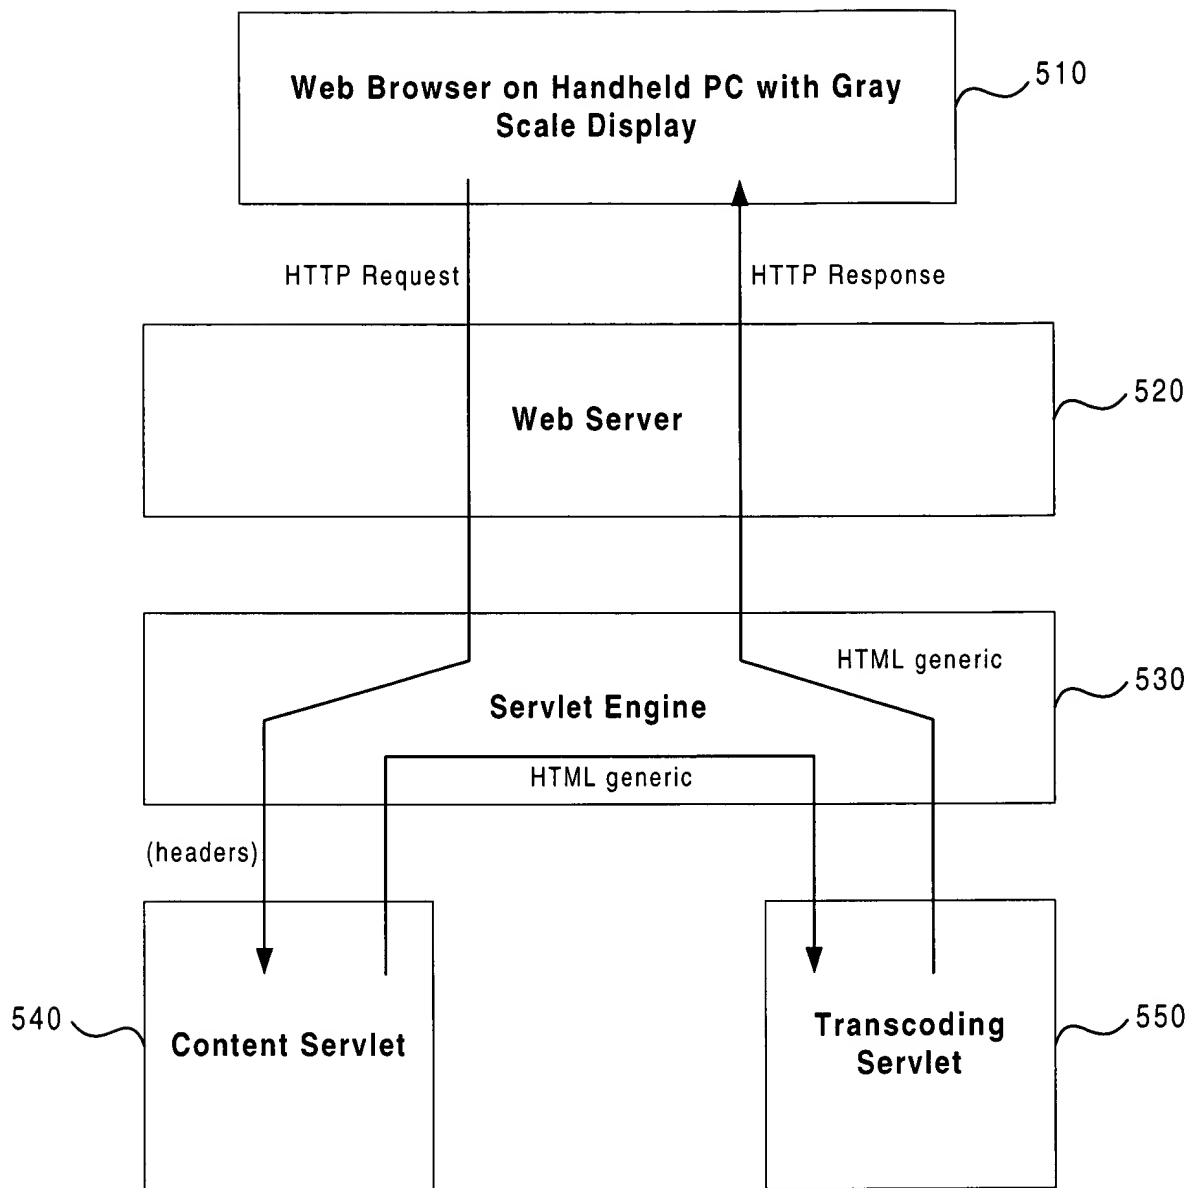 Web Browser on Handheld PC with Gray
Scale Display
510
HTTP Request
HTTP Response
Web Server
520
HTML generic
Servlet Engine
530
HTML generic
(headers)
540
Content Servlet
Transcoding
Servlet
550